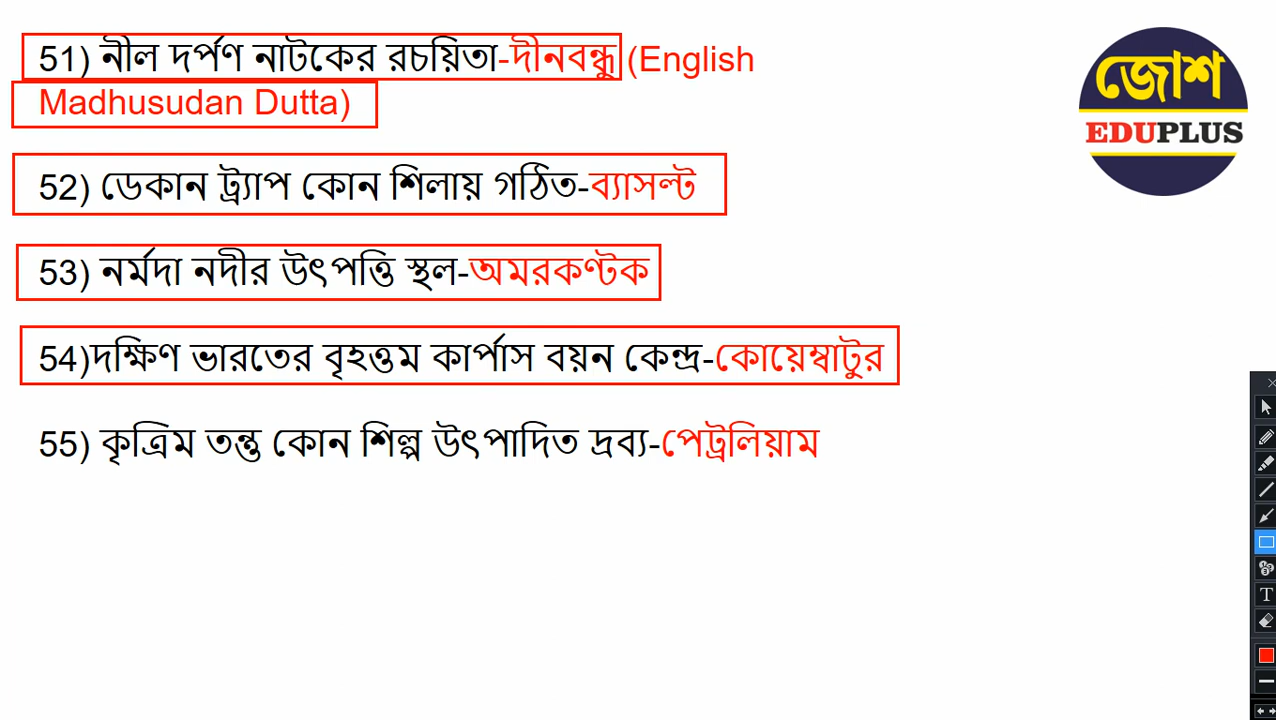 51) নীল দর্পণ নাটকের রচয়িতা-দীনবন্ধু (English
Madhusudan Dutta)
52) ডেকান ট্র্যাপ কোন শিলায় গঠিত-ব্যাসল্ট
53) নর্মদা নদীর উৎপত্তি স্থল-অমরকণ্টক
54)দক্ষিণ ভারতের বৃহত্তম কার্পাস বয়ন কেন্দ্র-কোয়েম্বাটুর
55) কৃত্রিম তন্তু কোন শিল্প উৎপাদিত দ্রব্য-পেট্রলিয়াম
জোশ
EDUPLUS